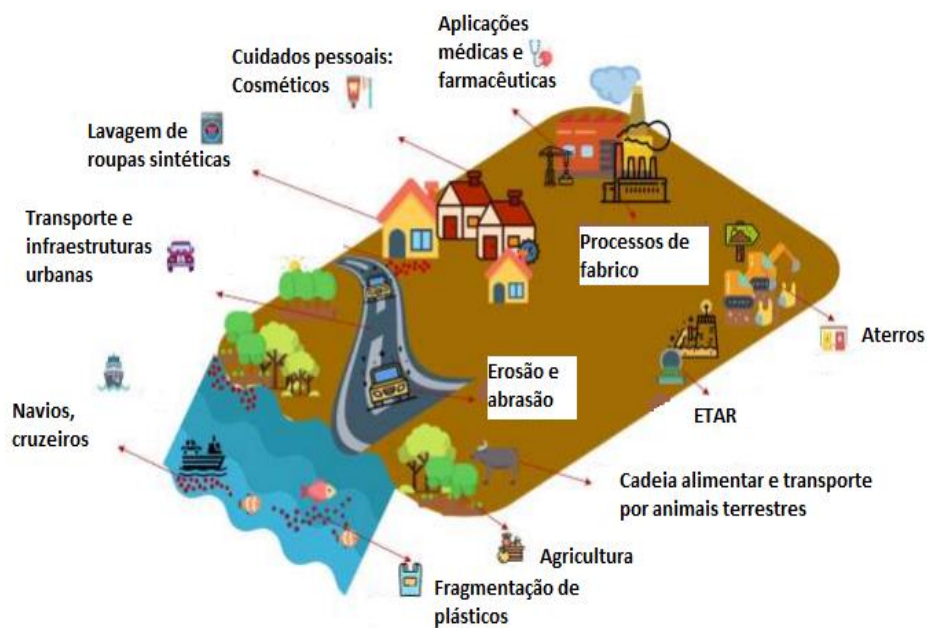 Aplicações
médicas e
farmacêuticas
Cuidados pessoais:
Cosméticos
Lavagem de
roupas sintéticas
Transporte e
infraestruturas
urbanas
Processos de
fabrico
Aterros
Erosão e
abrasão
ETAR
Navios,
cruzeiros
Cadeia alimentar e transporte
por animais terrestres
Agricultura
Fragmentação de
plásticos